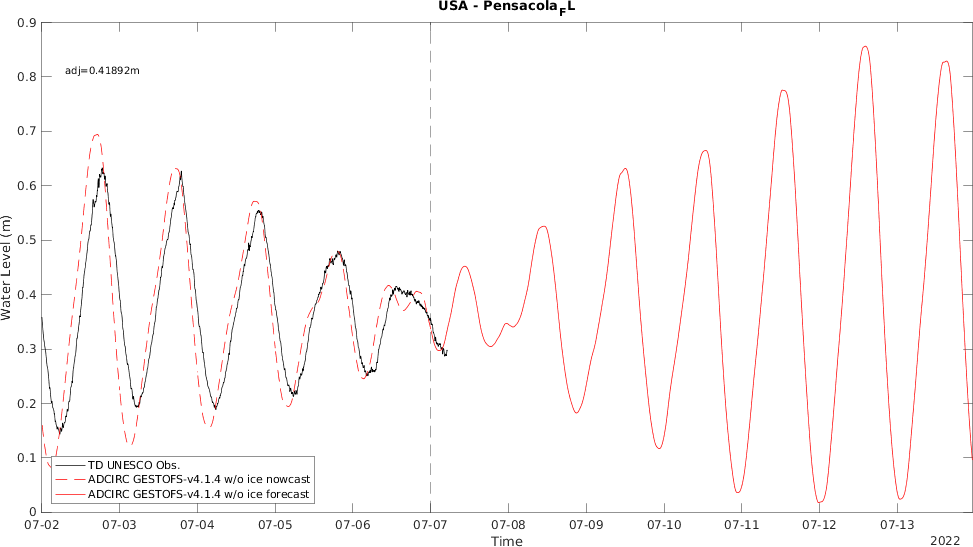 USA - Pensacola_FL
adj=0.41892m
Water Level (m)
0.9
0.8
0.7
0.6
0.5
0.4
0.3
0.2
0.1
0
TD UNESCO Obs.
ADCIRC GESTOFS-v4.1.4 w/o ice nowcast
ADCIRC GESTOFS-v4.1.4 w/o ice forecast
07-02 07-03 07-04 07-05 07-06 07-07 07-08 07-09 07-10 07-11 07-12 07-13
Time
2022